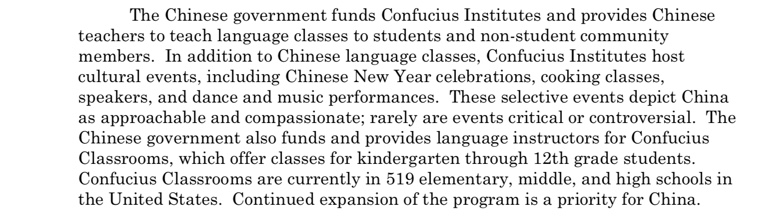 The Chinese government funds Confucius Institutes and provides Chinese
teachers to teach language classes to students and non-student community
members.  In addition to Chinese language classes, Confucius Institutes host
cultural events, including Chinese New Year celebrations, cooking classes,
speakers, and dance and music performances.  These selective events depict China
as approachable and compassionate; rarely are events critical or controversial.  The
Chinese government also funds and provides language instructors for Confucius
Classrooms, which offer classes for kindergarten through 12th grade students.
Confucius Classrooms are currently in 519 elementary, middle, and high schools in
the United States.  Continued expansion of the program is a priority for China.